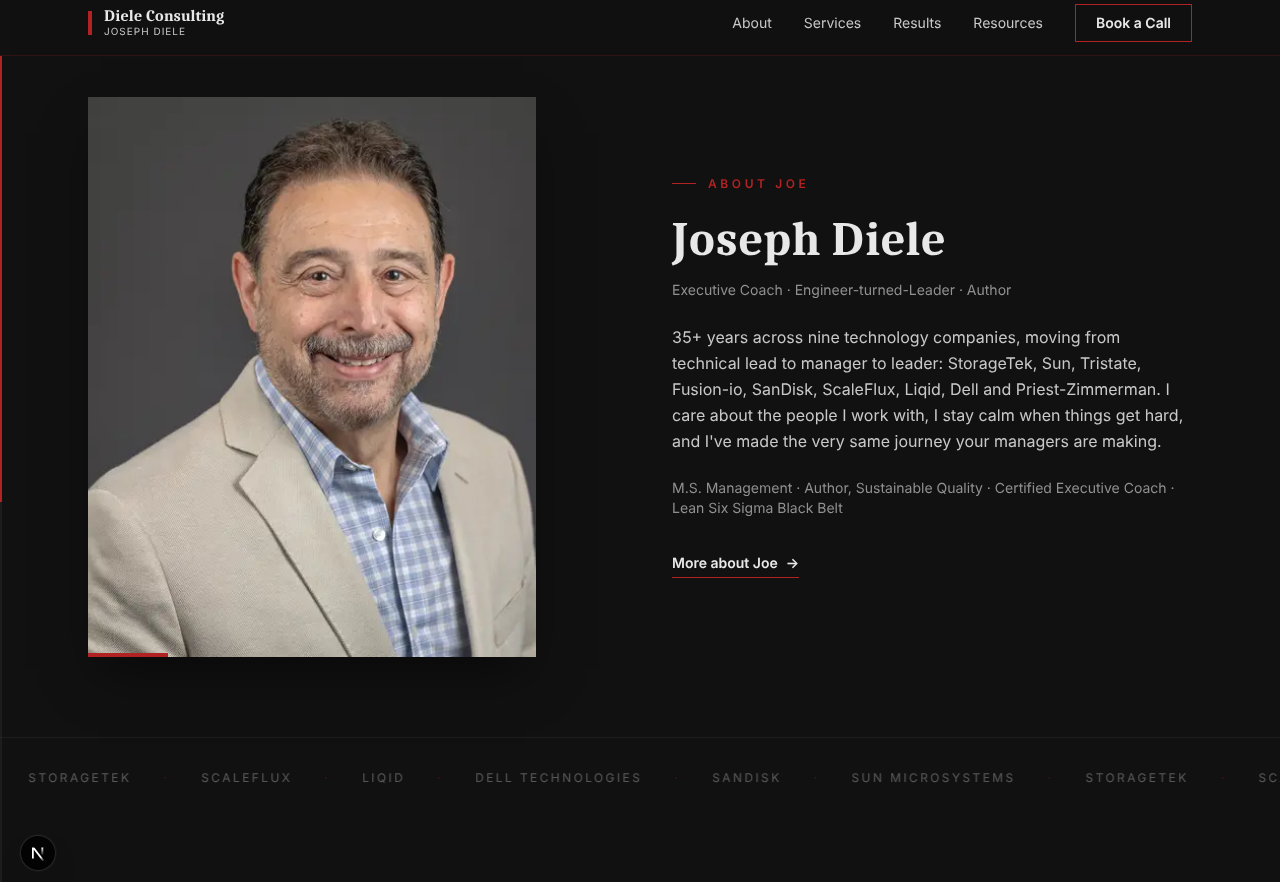 Diele Consulting
JOSEPH DIELE
About
Services
Results
Resources
Book a Call
ABOUT JOE
Joseph Diele
Executive Coach · Engineer-turned-Leader · Author
35+ years across nine technology companies, moving from
technical lead to manager to leader: StorageTek, Sun, Tristate,
Fusion-io, SanDisk, ScaleFlux, Liqid, Dell and Priest-Zimmerman. I
care about the people I work with, I stay calm when things get hard,
and I've made the very same journey your managers are making.
M.S. Management · Author, Sustainable Quality · Certified Executive Coach ·
Lean Six Sigma Black Belt
More about Joe →
STORAGETEK · SCALEFLUX · LIQID · DELL TECHNOLOGIES · SANDISK · SUN MICROSYSTEMS · STORAGETEK · SC
N